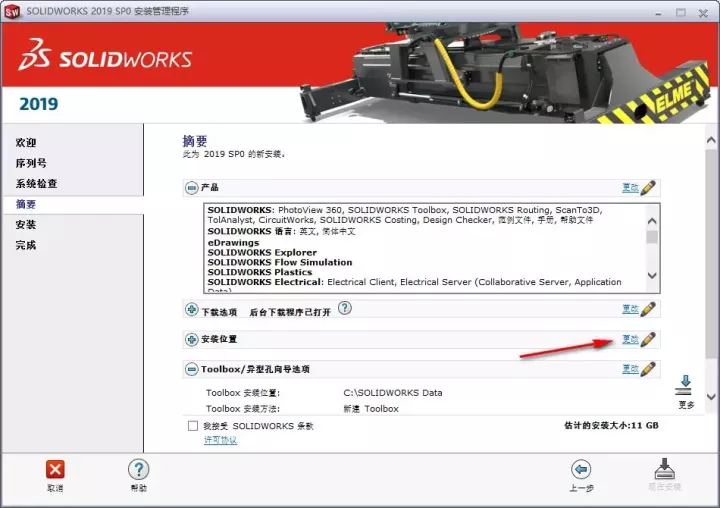 SOLIDWORKS 2019 SP0 安装管理程序
SOLIDWORKS
ELME
2019
欢迎
序列号
系统检查
摘要
安装
完成
摘要
此为 2019 SP0 的新安装。
产品 更改
SOLIDWORKS: PhotoView 360, SOLIDWORKS Toolbox, SOLIDWORKS Routing, ScanTo3D,
TolAnalyst, CircuitWorks, SOLIDWORKS Costing, Design Checker, 范例文件, 手册, 帮助文件
SOLIDWORKS 语言: 英文, 简体中文
eDrawings
SOLIDWORKS Explorer
SOLIDWORKS Flow Simulation
SOLIDWORKS Plastics
SOLIDWORKS Electrical: Electrical Client, Electrical Server (Collaborative Server, Application
Data)
下载选项 后台下载程序已打开 更改
安装位置 更改
Toolbox/异型孔向导选项 更改
Toolbox 安装位置: C:\SOLIDWORKS Data
Toolbox 安装方法: 新建 Toolbox
更多
我接受 SOLIDWORKS 条款
许可协议
估计的安装大小:11 GB
取消
帮助
上一步
现在安装